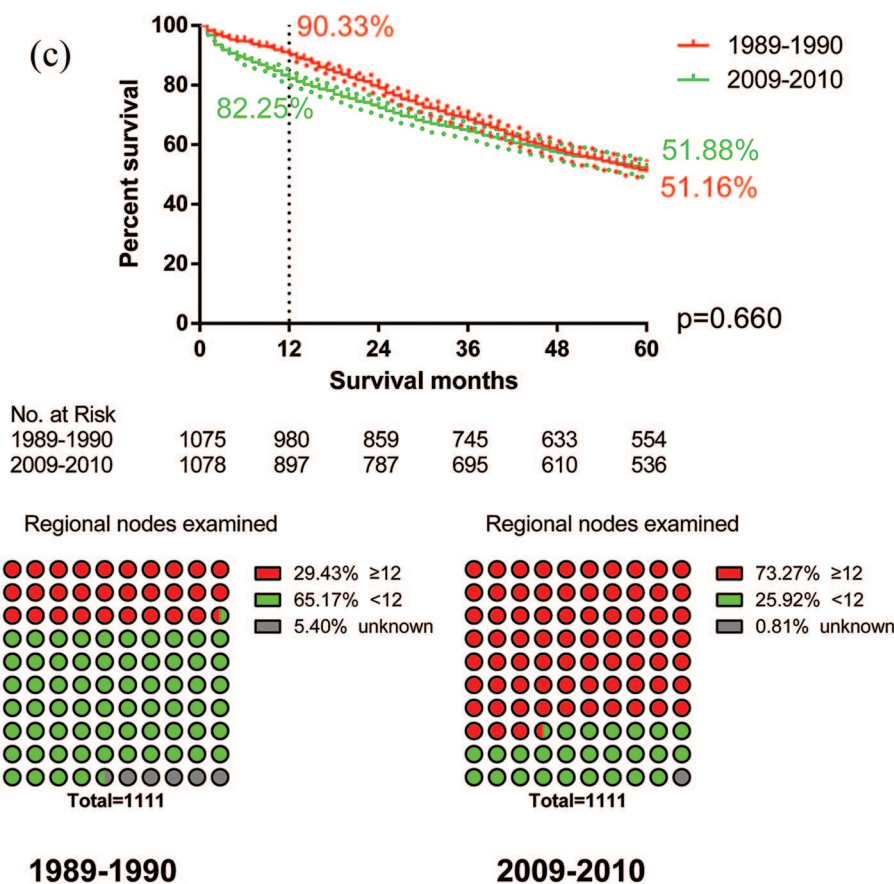 (c)
Percent survival
100
80
60
40
20
0
90.33%
82.25%
51.88%
51.16%
1989-1990
2009-2010
p=0.660
0 12 24 36 48 60
Survival months
No. at Risk
1989-1990 1075 980 859 745 633 554
2009-2010 1078 897 787 695 610 536
Regional nodes examined
29.43% ≥12
65.17% <12
5.40% unknown
Total=1111
1989-1990
Regional nodes examined
73.27% ≥12
25.92% <12
0.81% unknown
Total=1111
2009-2010